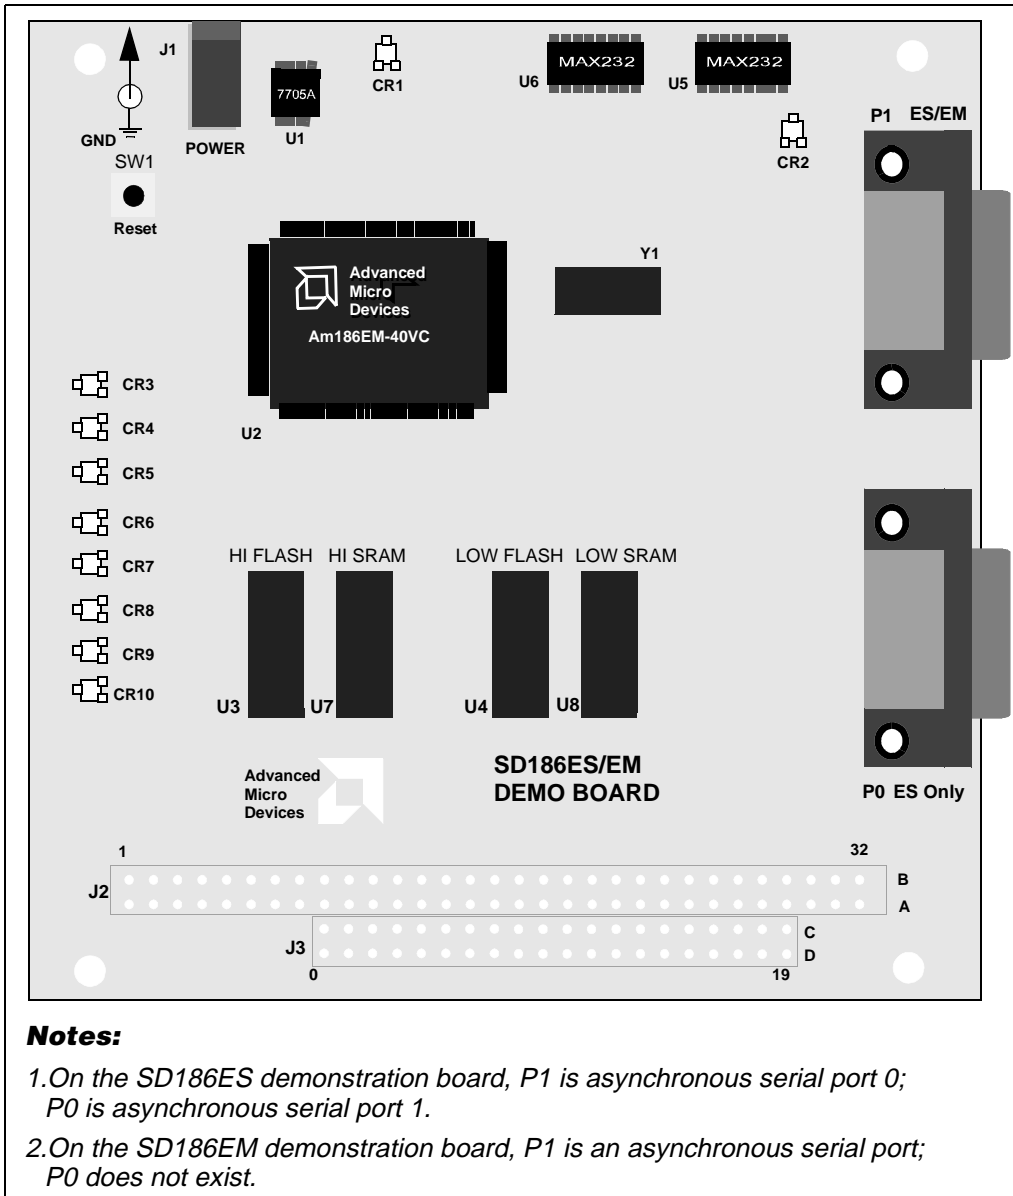 J1
GND
SW1
Reset
POWER
7705A
U1
CR1
U6
MAX232
U5
MAX232
CR2
P1 ES/EM
Advanced
Micro
Devices
Am186EM-40VC
U2
Y1
CR3
CR4
CR5
CR6
CR7
CR8
CR9
CR10
HI FLASH HI SRAM LOW FLASH LOW SRAM
U3 U7 U4 U8
Advanced
Micro
Devices
SD186ES/EM
DEMO BOARD
P0 ES Only
1 32
J2 B
A
J3 C
D
0 19
Notes:
1.On the SD186ES demonstration board, P1 is asynchronous serial port 0;
P0 is asynchronous serial port 1.
2.On the SD186EM demonstration board, P1 is an asynchronous serial port;
P0 does not exist.